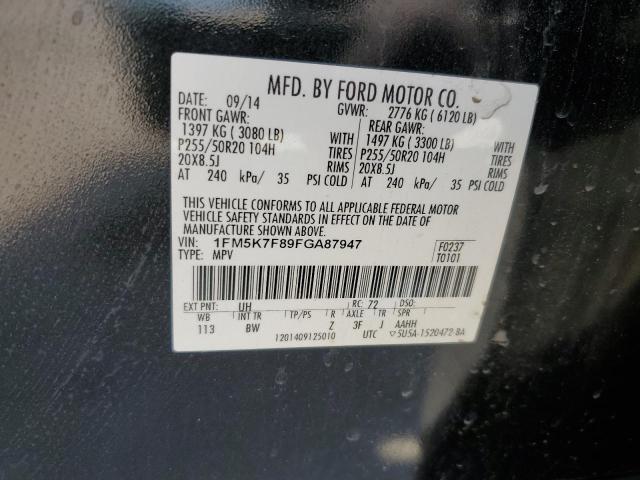 MFD. BY FORD MOTOR CO.
DATE: 09/14 GVWR: 2776 KG ( 6120 LB)
FRONT GAWR: REAR GAWR:
1397 KG ( 3080 LB) WITH 1497 KG ( 3300 LB) WITH
P255/50R20 104H TIRES P255/50R20 104H TIRES
20X8.5J RIMS 20X8.5J RIMS
AT 240 kPa/ 35 PSI COLD AT 240 kPa/ 35 PSI COLD
THIS VEHICLE CONFORMS TO ALL APPLICABLE FEDERAL MOTOR
VEHICLE SAFETY STANDARDS IN EFFECT ON THE DATE OF
MANUFACTURE SHOWN ABOVE.
VIN: 1FM5K7F89FGA87947 F0237
TYPE: MPV T0101
EXT PNT: UH RC: 72 DSO:
WB INT TR TP/PS R AXLE TR SPR
113 BW Z 3F J AAHH
1201409125010 UTC 5U5A-1520472-BA